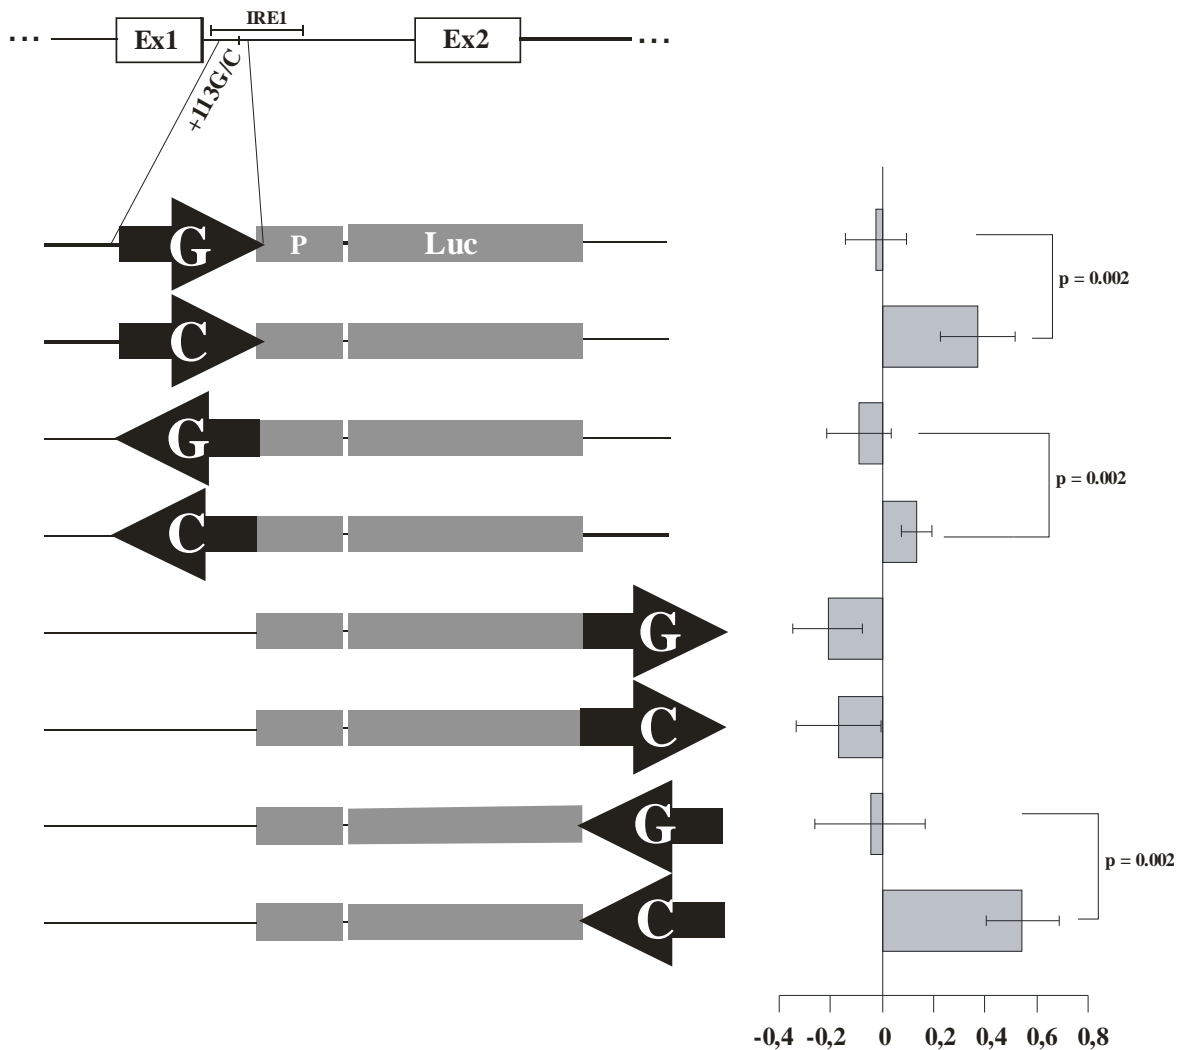 IRE1
... Ex1 Ex2 ...
+113G/C
G P Luc
C
G
C
G
C
G
C
p = 0.002
p = 0.002
p = 0.002
-0,4 -0,2 0 0,2 0,4 0,6 0,8